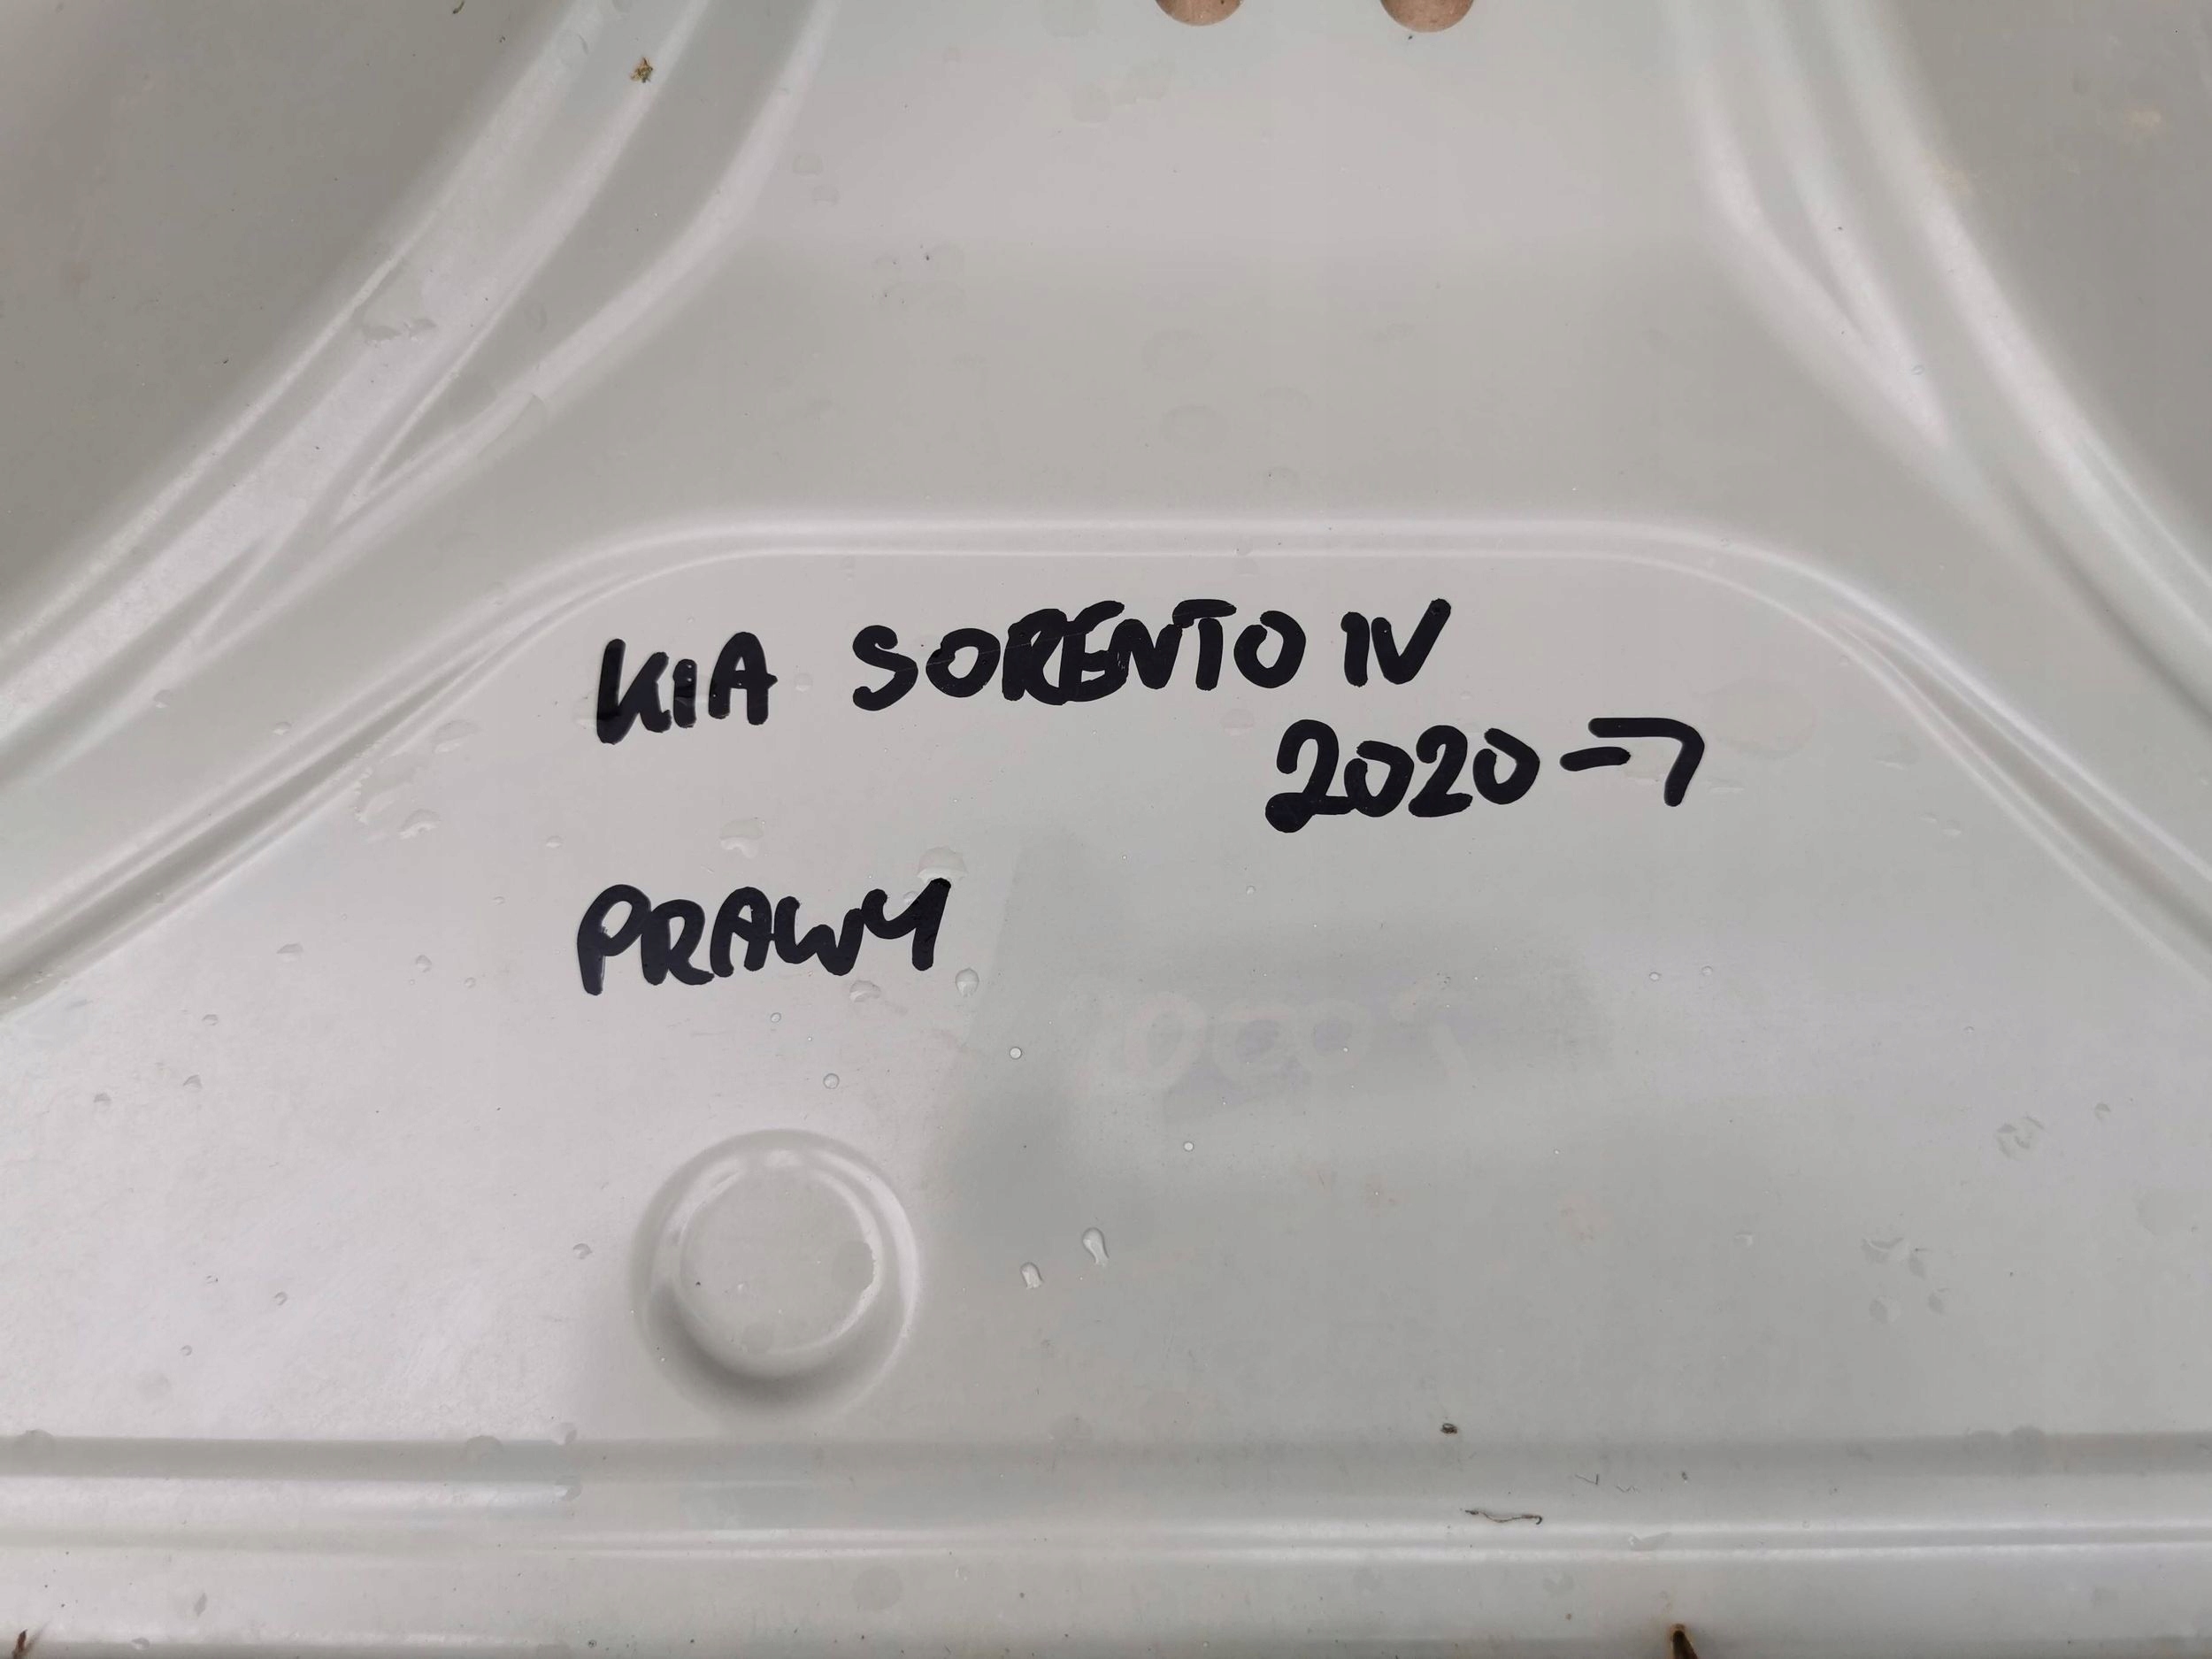 KIA SORENTO IV
2020-
PRAWY